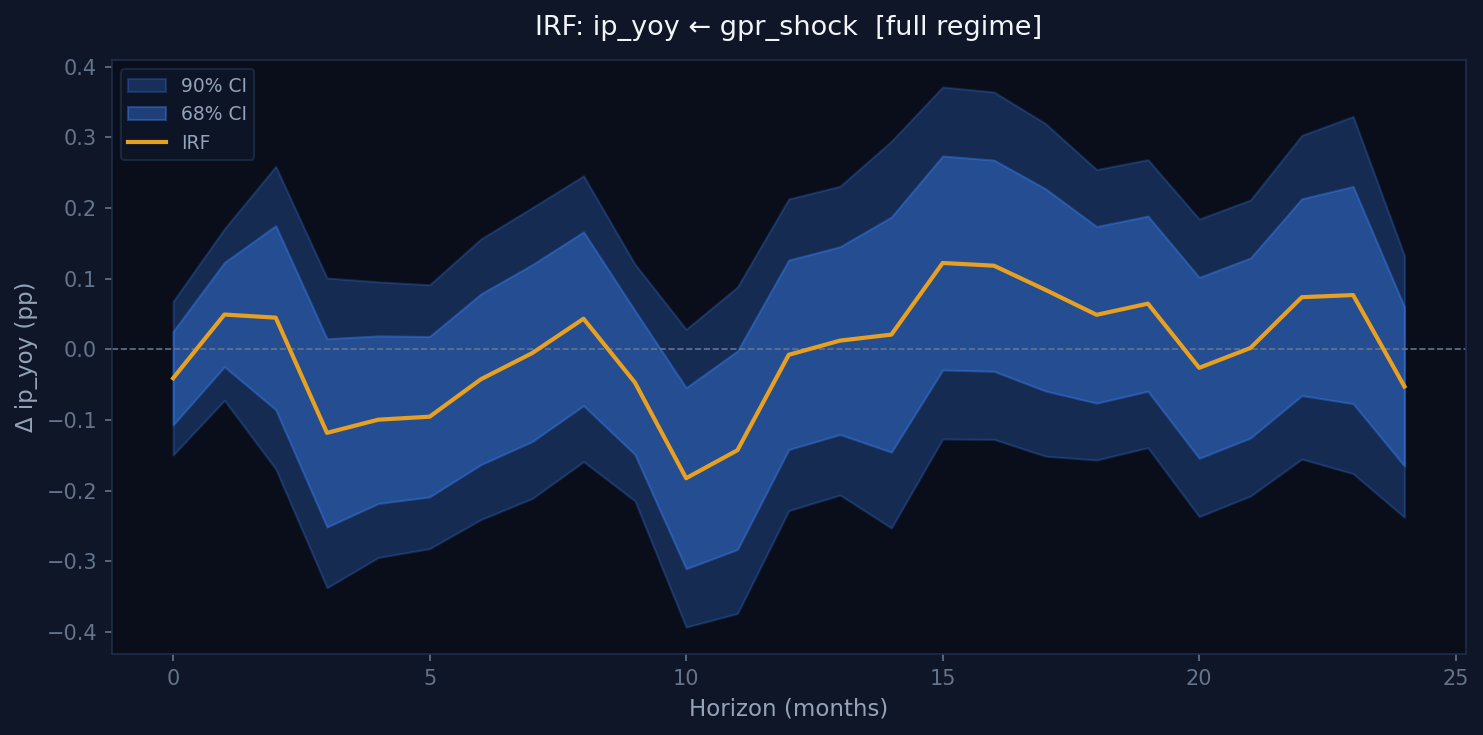 IRF: ip_yoy ← gpr_shock  [full regime]
90% CI
68% CI
IRF
Δ ip_yoy (pp)
0.4
0.3
0.2
0.1
0.0
−0.1
−0.2
−0.3
−0.4
0
5
10
15
20
25
Horizon (months)